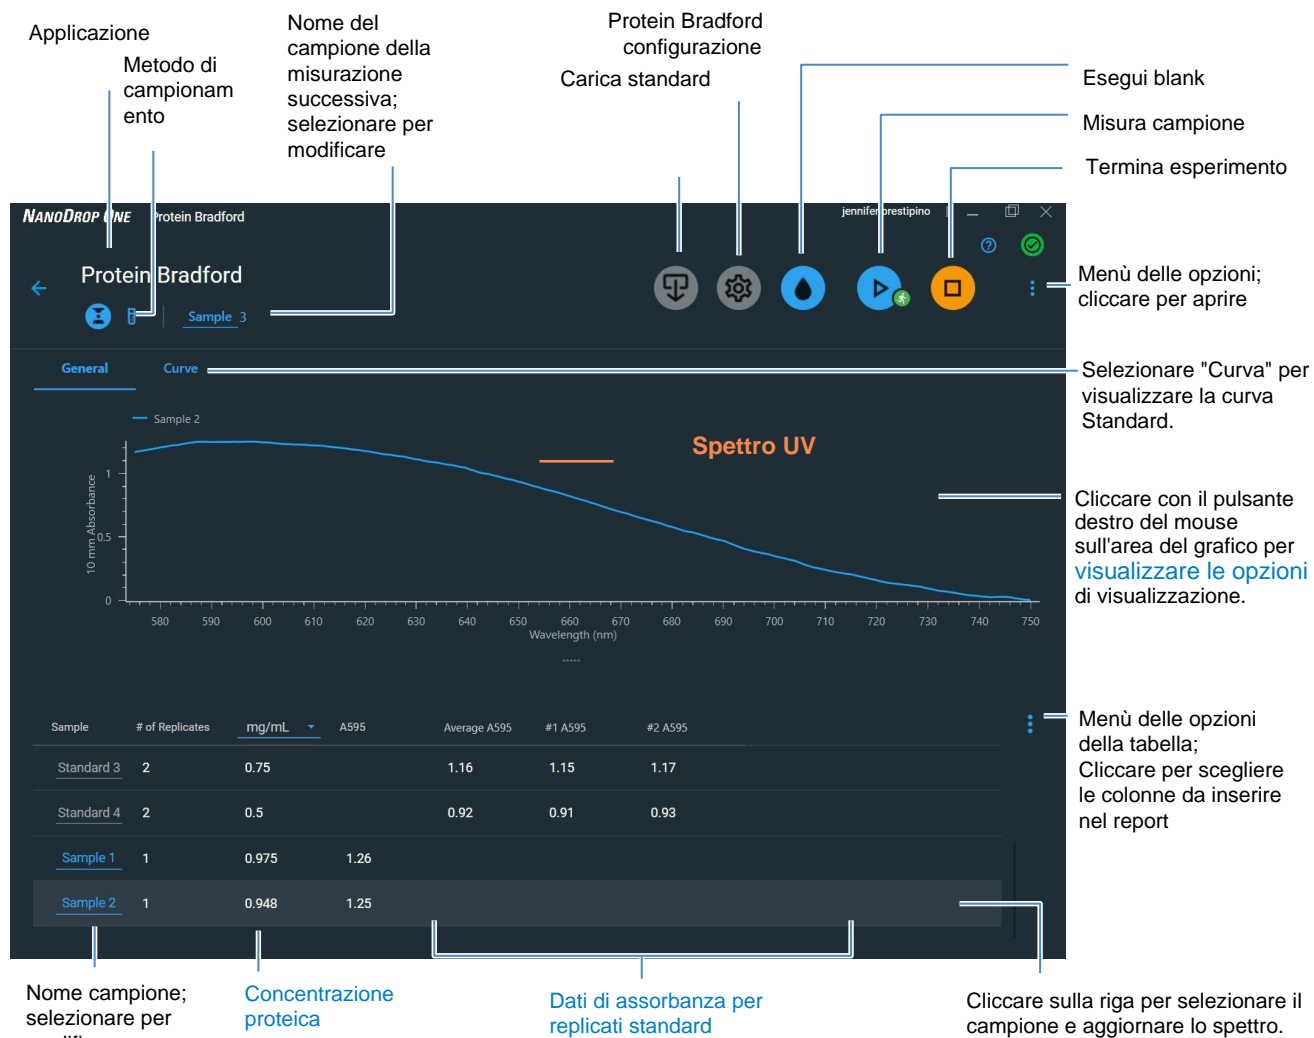 Applicazione
Metodo di
campionam
ento
Nome del
campione della
misurazione
successiva;
selezionare per
modificare
Protein Bradford
configurazione
Carica standard
Esegui blank
Misura campione
Termina esperimento
NANODROP ONE Protein Bradford
jenniferprestipino
Protein Bradford
Sample 3
Menù delle opzioni;
cliccare per aprire
General Curve
Selezionare "Curva" per
visualizzare la curva
Standard.
Sample 2
Spettro UV
10 mm Absorbance
1
0.5
0
580 590 600 610 620 630 640 650 660 670 680 690 700 710 720 730 740 750
Wavelength (nm)
Cliccare con il pulsante
destro del mouse
sull'area del grafico per
visualizzare le opzioni
di visualizzazione.
Sample # of Replicates mg/mL A595 Average A595 #1 A595 #2 A595
Standard 3 2 0.75 1.16 1.15 1.17
Standard 4 2 0.5 0.92 0.91 0.93
Sample 1 1 0.975 1.26
Sample 2 1 0.948 1.25
Menù delle opzioni
della tabella;
Cliccare per scegliere
le colonne da inserire
nel report
Nome campione;
selezionare per
Concentrazione
proteica
Dati di assorbanza per
replicati standard
Cliccare sulla riga per selezionare il
campione e aggiornare lo spettro.